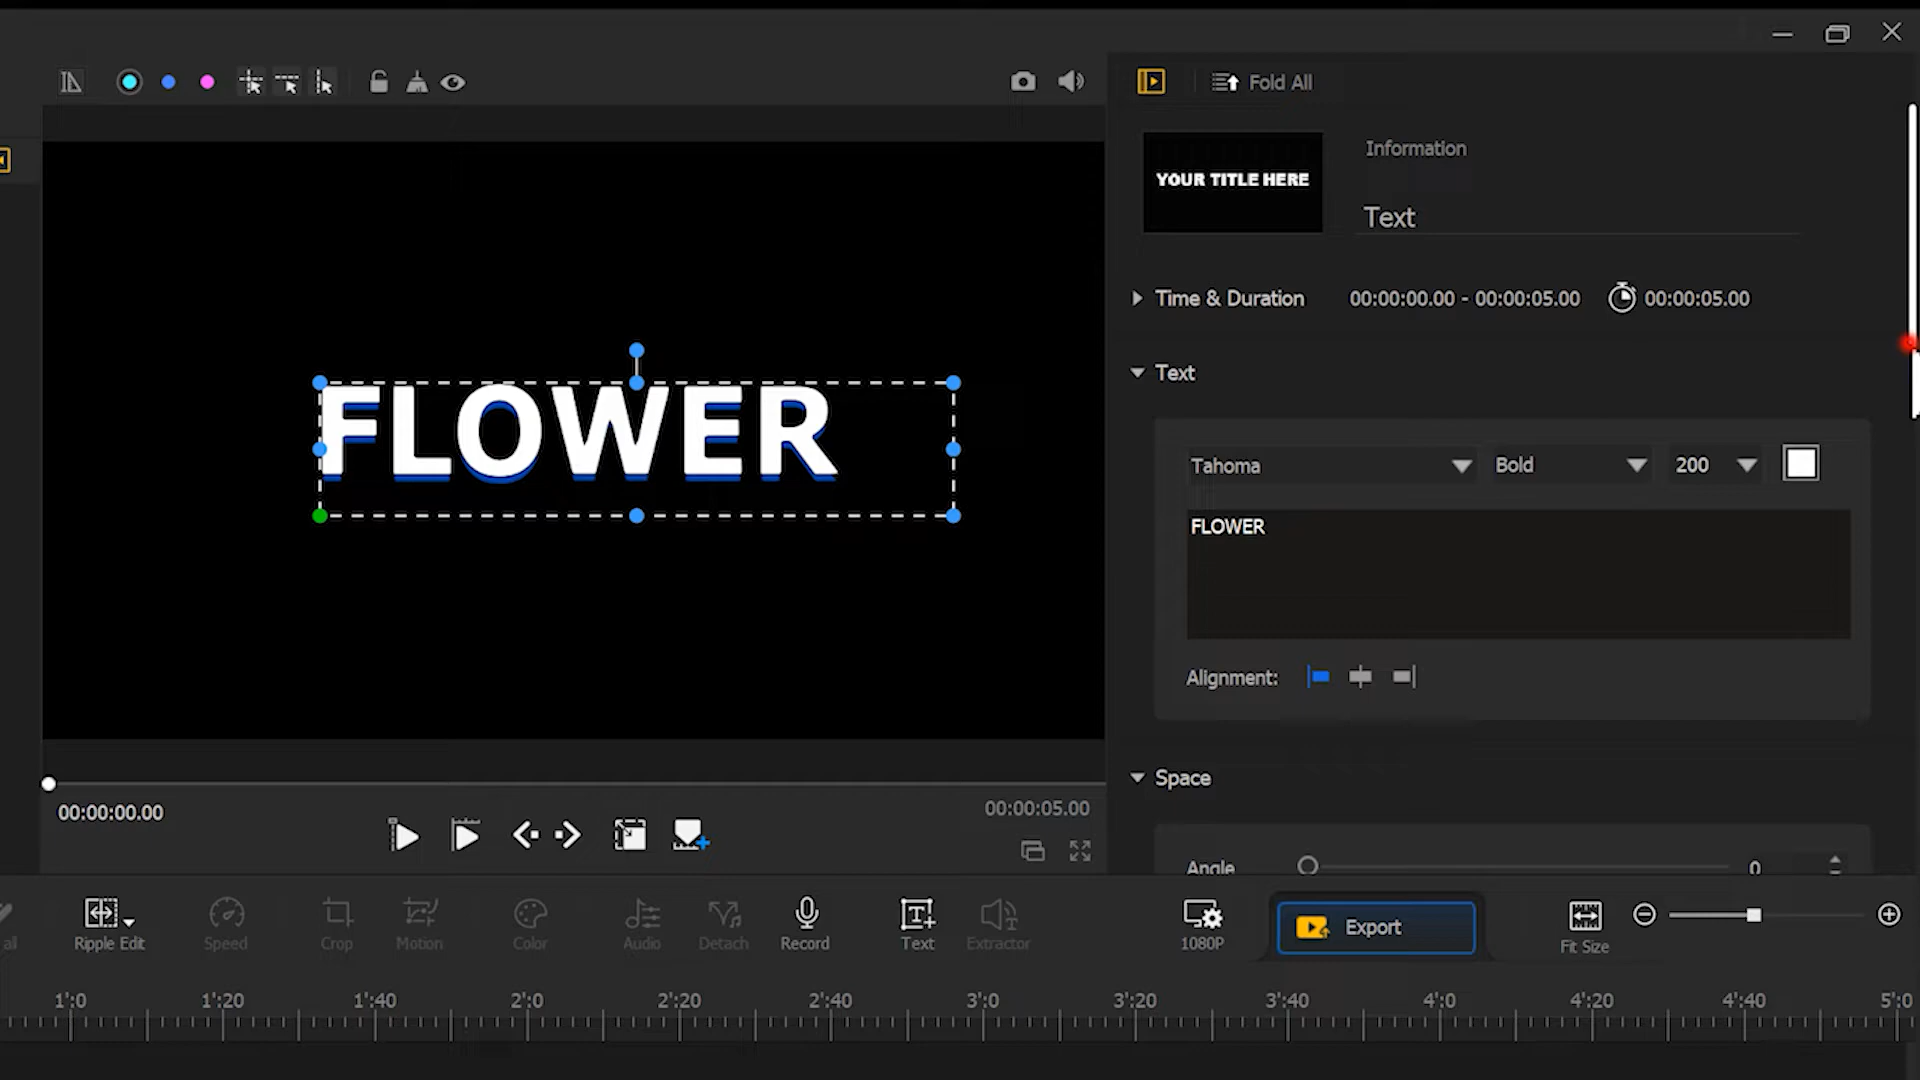 Fold All
YOUR TITLE HERE
Information
Text
Time & Duration 00:00:00.00 - 00:00:05.00 00:00:05.00
Text
FLOWER
Tahoma Bold 200
FLOWER
Alignment:
Space
00:00:00.00 00:00:05.00
Angle 0
all Ripple Edit Speed Crop Motion Color Audio Detach Record Text Extractor 1080P Export Fit Size
1':0 1':20 1':40 2':0 2':20 2':40 3':0 3':20 3':40 4':0 4':20 4':40 5':0